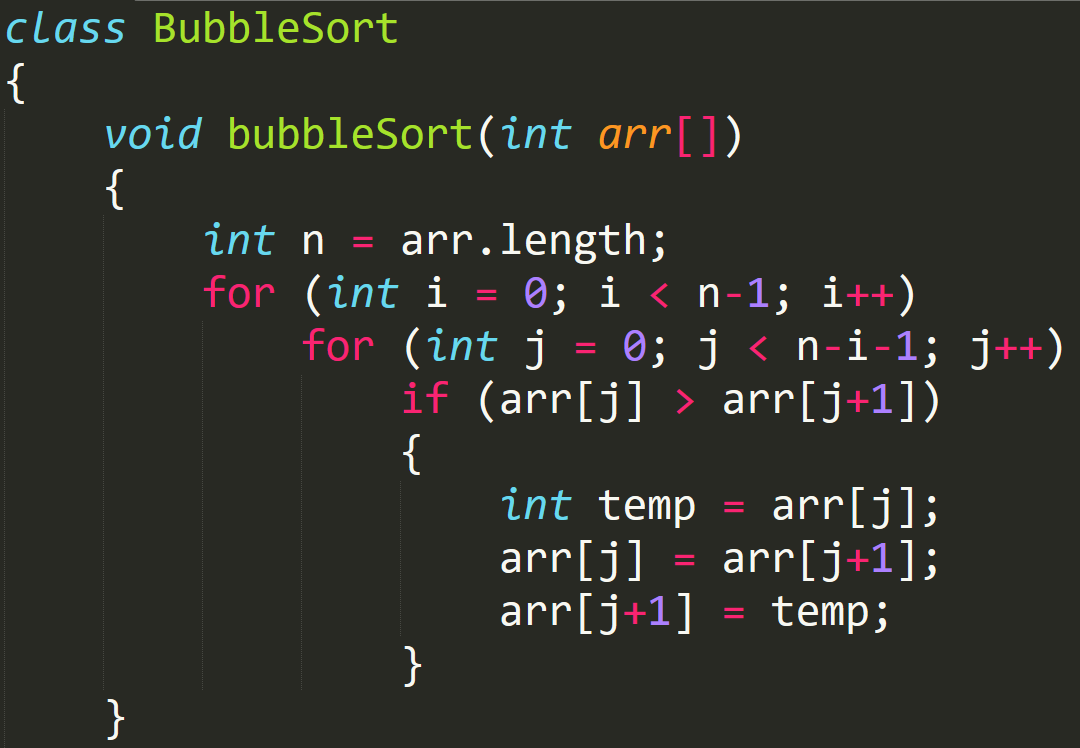 class BubbleSort
{
    void bubbleSort(int arr[])
    {
        int n = arr.length;
        for (int i = 0; i < n-1; i++)
            for (int j = 0; j < n-i-1; j++)
                if (arr[j] > arr[j+1])
                {
                    int temp = arr[j];
                    arr[j] = arr[j+1];
                    arr[j+1] = temp;
                }
    }